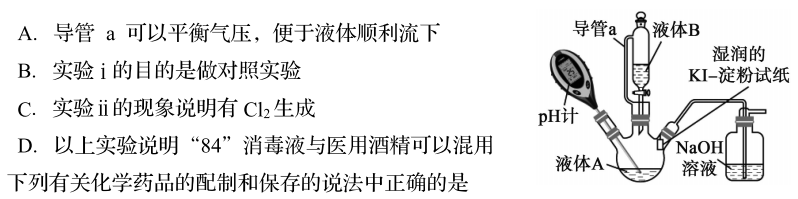 A. 导管 a 可以平衡气压，便于液体顺利流下
B. 实验ⅰ的目的是做对照实验
C. 实验ⅱ的现象说明有 Cl₂生成
D. 以上实验说明“84”消毒液与医用酒精可以混用
下列有关化学药品的配制和保存的说法中正确的是
导管a
液体B
湿润的
KI-淀粉试纸
pH计
液体A
NaOH
溶液